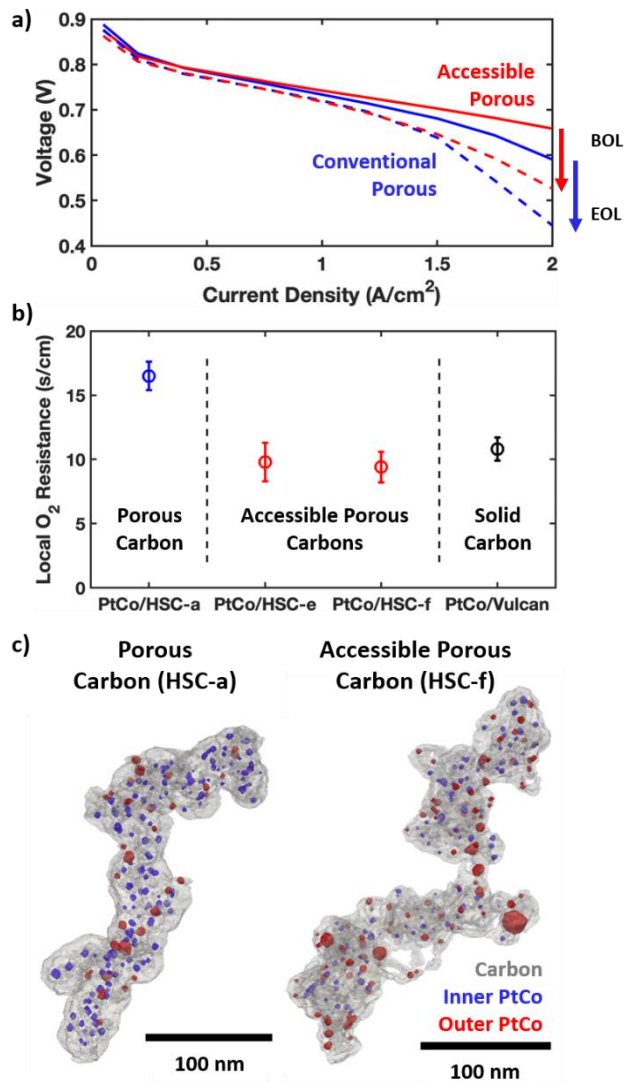 a)
0.9
0.8
0.7
0.6
0.5
0.4
Voltage (V)
Accessible
Porous
Conventional
Porous
BOL
EOL
0
0.5
1
1.5
2
Current Density (A/cm²)
b)
20
15
10
5
0
Local O₂ Resistance (s/cm)
Porous
Carbon
Accessible Porous
Carbons
Solid
Carbon
PtCo/HSC-a
PtCo/HSC-e
PtCo/HSC-f
PtCo/Vulcan
c)
Porous
Carbon (HSC-a)
Accessible Porous
Carbon (HSC-f)
Carbon
Inner PtCo
Outer PtCo
100 nm
100 nm